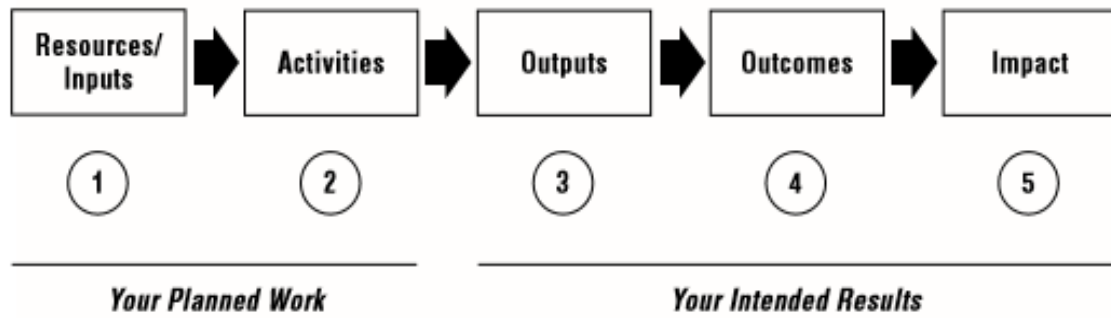 Resources/
Inputs
Activities
Outputs
Outcomes
Impact
1
2
3
4
5
Your Planned Work
Your Intended Results